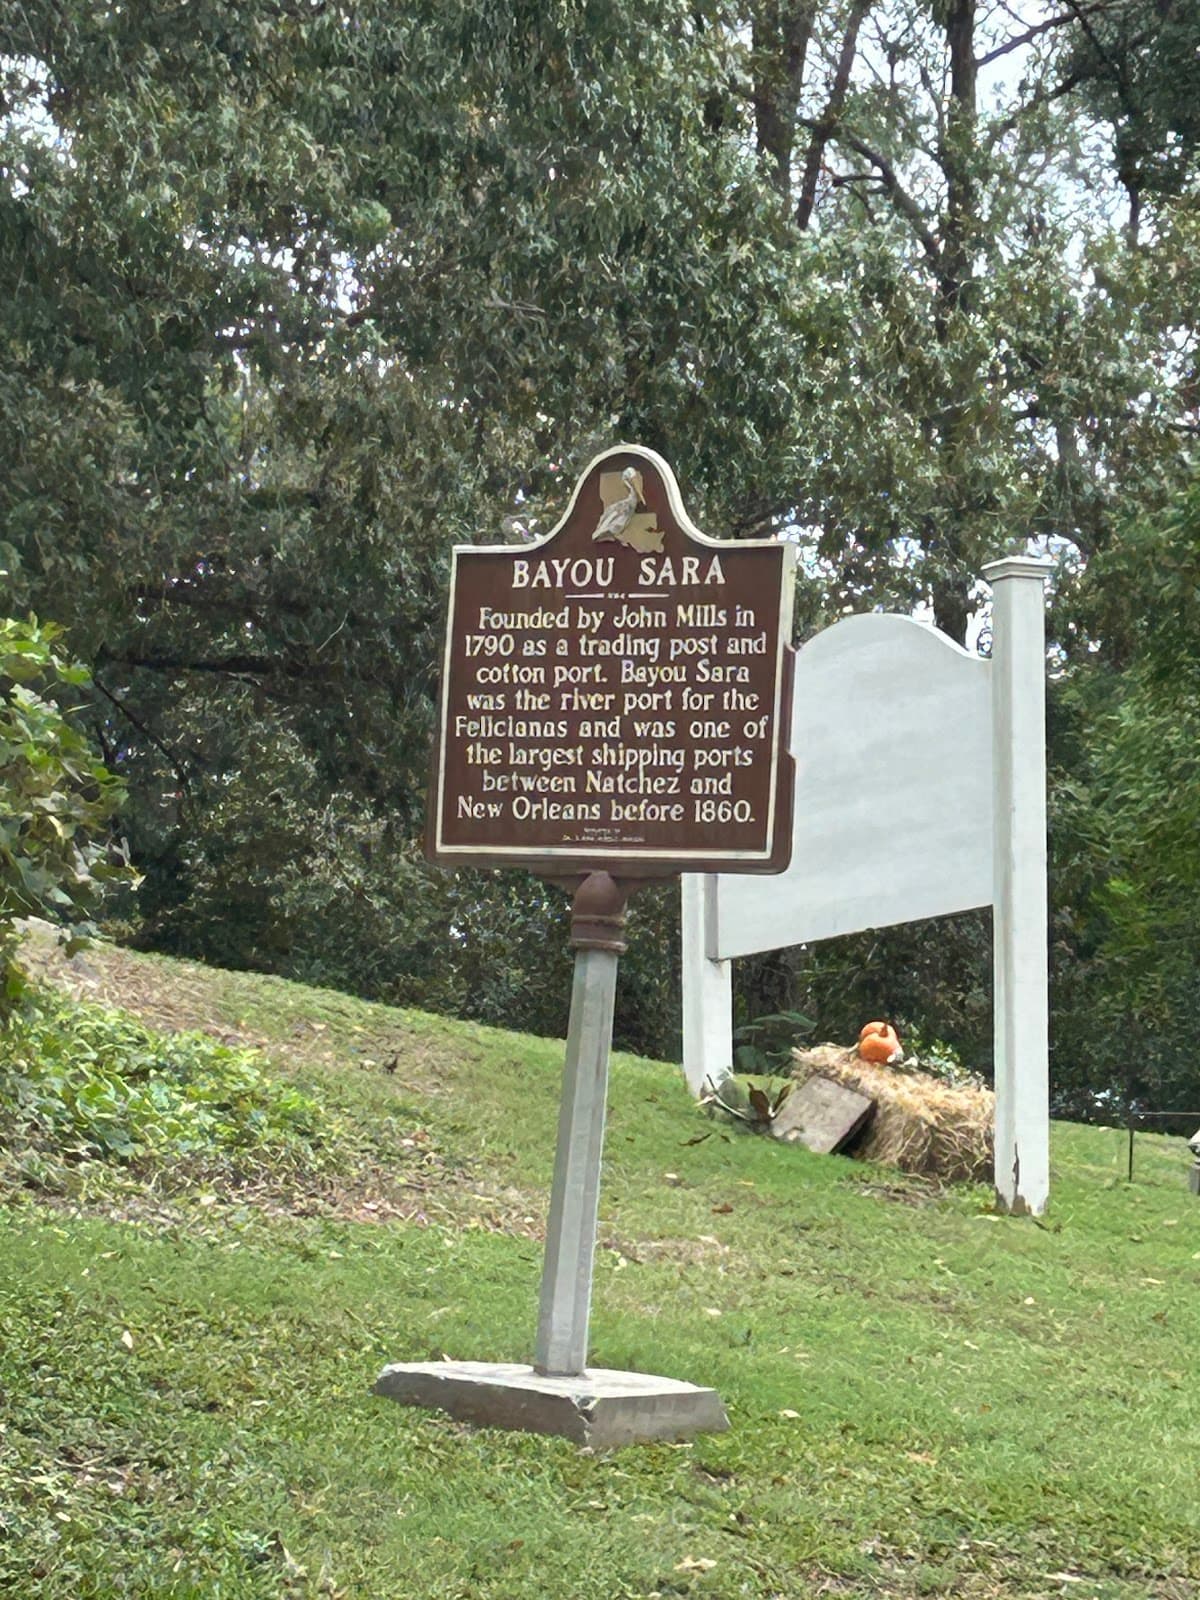 BAYOU SARA
Founded by John Mills in
1790 as a trading post and
cotton port. Bayou Sara
was the river port for the
Felicianas and was one of
the largest shipping ports
between Natchez and
New Orleans before 1860.